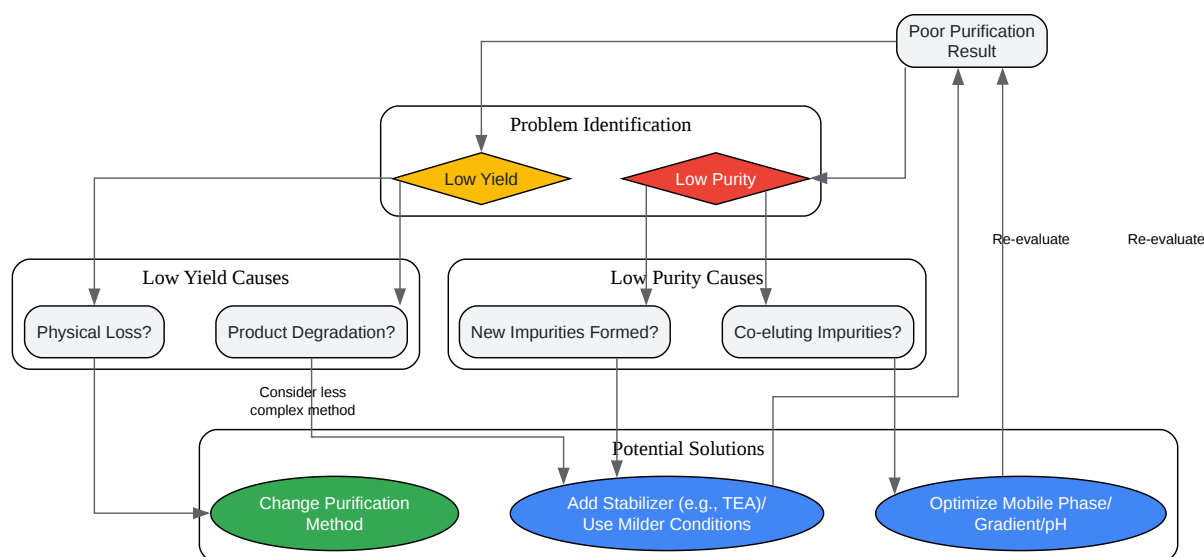 Poor Purification
Result
Problem Identification
Low Yield
Low Purity
Re-evaluate
Re-evaluate
Low Yield Causes
Low Purity Causes
Physical Loss?
Product Degradation?
New Impurities Formed?
Co-eluting Impurities?
Consider less
complex method
Potential Solutions
Change Purification
Method
Add Stabilizer (e.g., TEA)/
Use Milder Conditions
Optimize Mobile Phase/
Gradient/pH